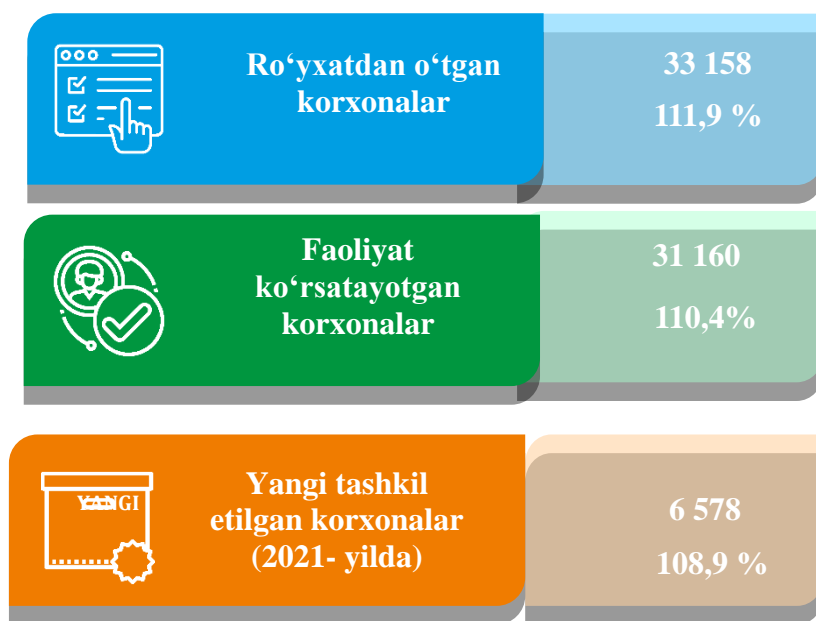 Ro‘yxatdan o‘tgan
korxonalar
33 158
111,9 %
Faoliyat
ko‘rsatayotgan
korxonalar
31 160
110,4%
YANGI
Yangi tashkil
etilgan korxonalar
(2021- yilda)
6 578
108,9 %